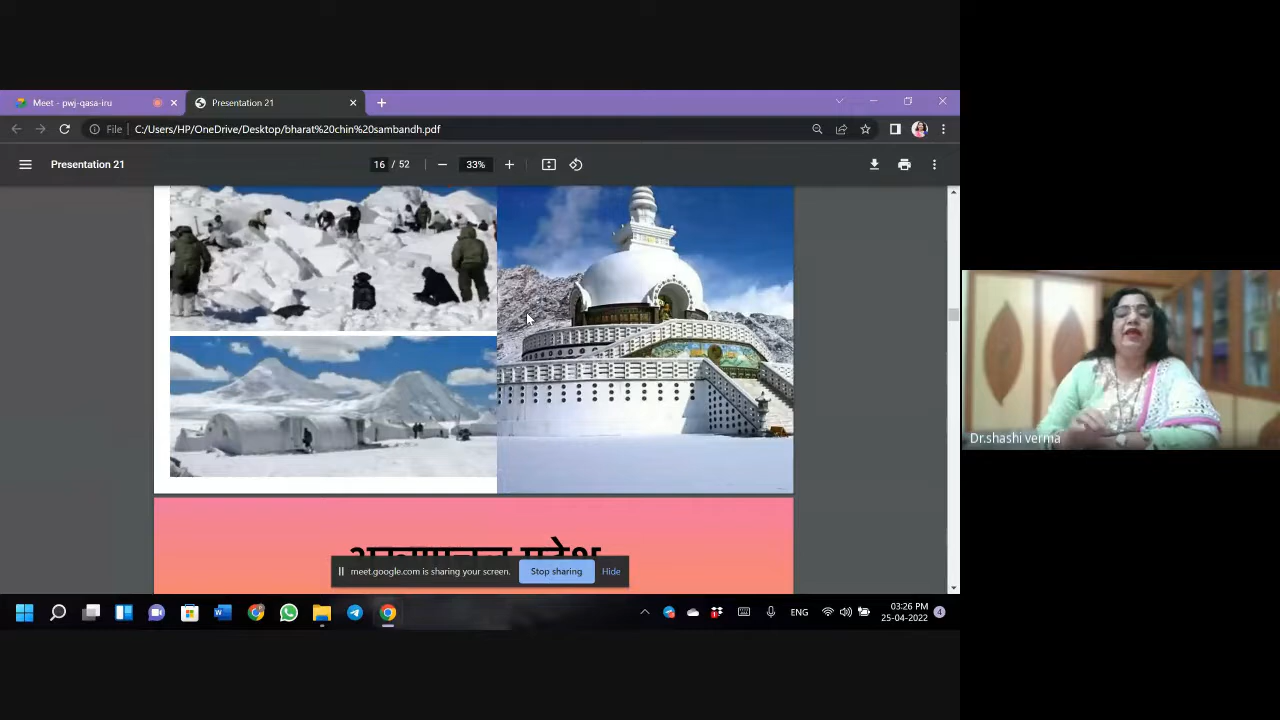 Meet - pwj-qasa-iru
Presentation 21
File
C:/Users/HP/OneDrive/Desktop/bharat%20chin%20sambandh.pdf
Presentation 21
16 / 52
33%
meet.google.com is sharing your screen.
Stop sharing
Hide
ENG
03:26 PM
25-04-2022
4
Dr.shashi verma